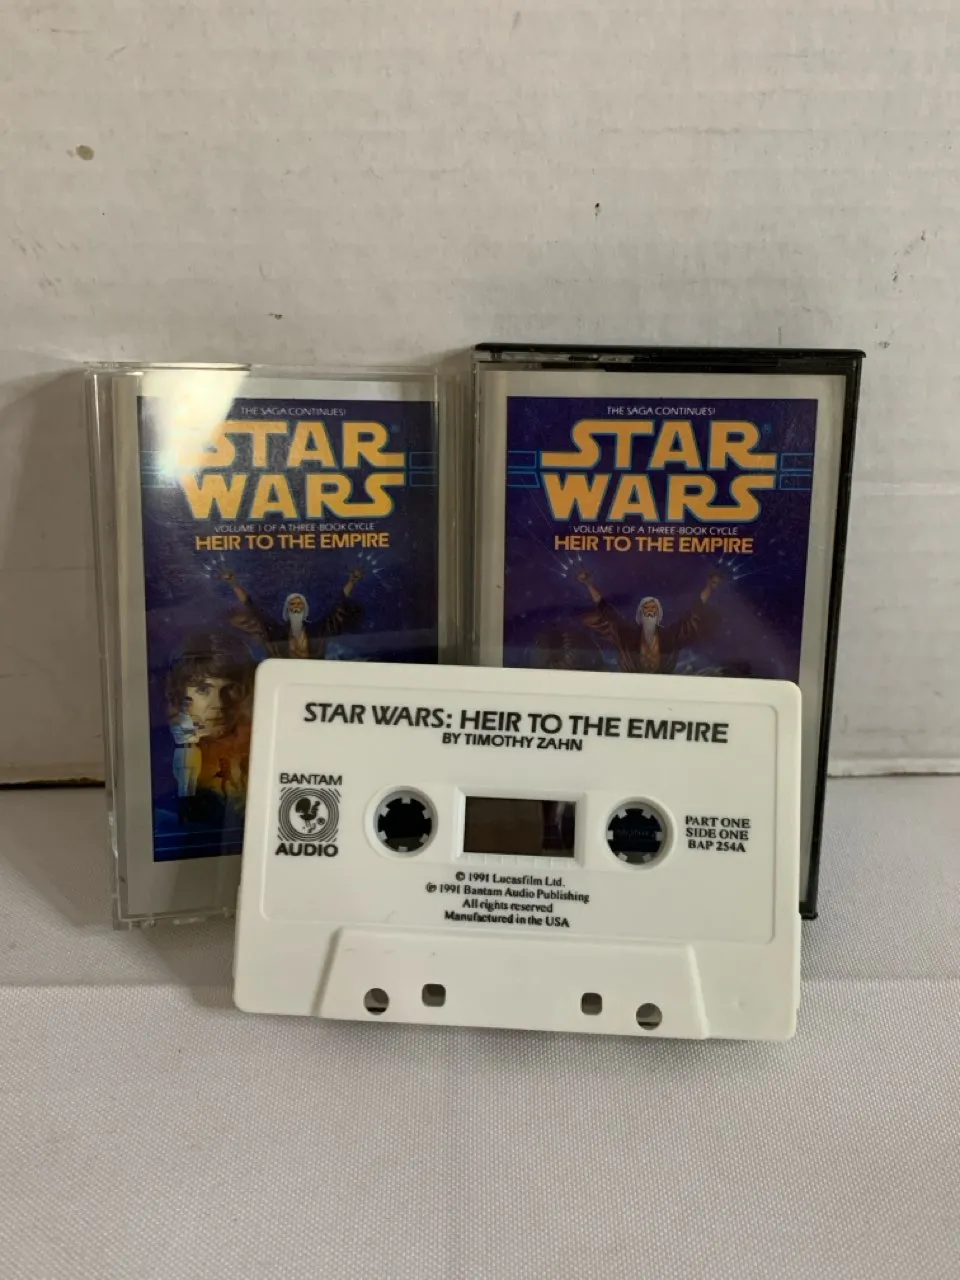 THE SAGA CONTINUES!
STAR
WARS
VOLUME 1 OF A THREE-BOOK CYCLE
HEIR TO THE EMPIRE
THE SAGA CONTINUES!
STAR
WARS
VOLUME 1 OF A THREE-BOOK CYCLE
HEIR TO THE EMPIRE
STAR WARS: HEIR TO THE EMPIRE
BY TIMOTHY ZAHN
BANTAM
AUDIO
PART ONE
SIDE ONE
BAP 254A
© 1991 Lucasfilm Ltd.
℗ 1991 Bantam Audio Publishing
All rights reserved
Manufactured in the USA